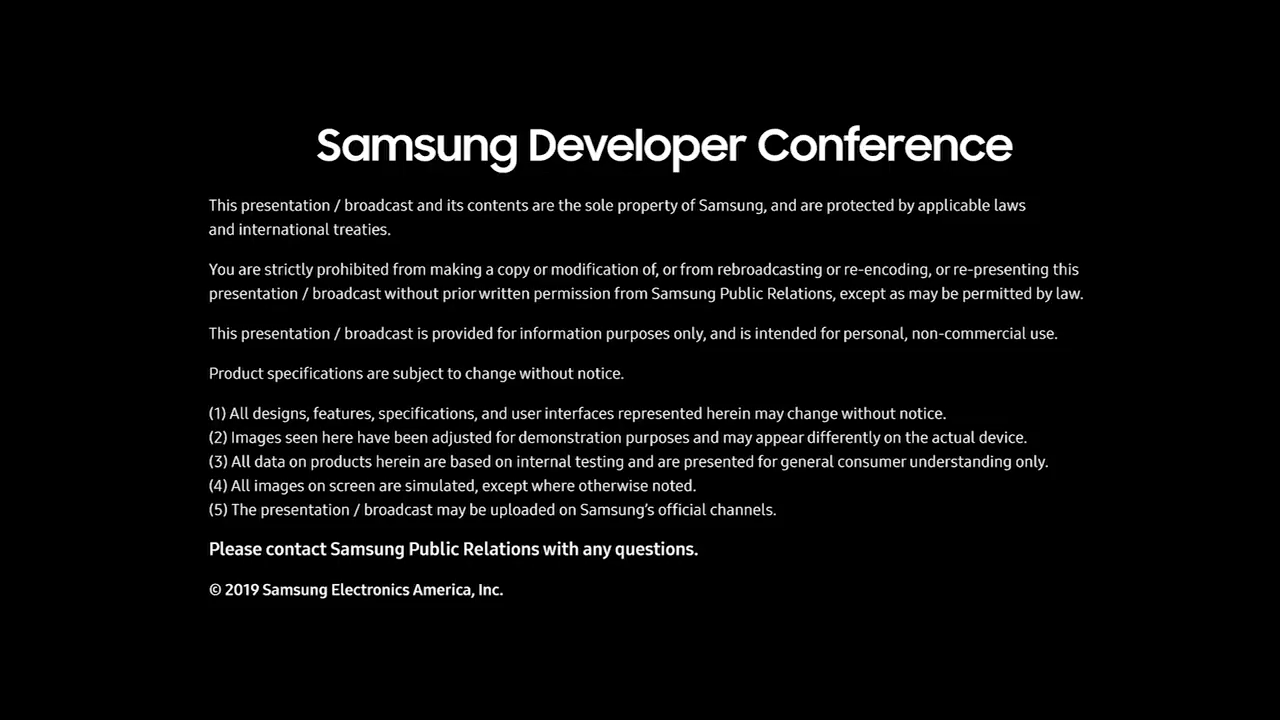 Samsung Developer Conference
This presentation / broadcast and its contents are the sole property of Samsung, and are protected by applicable laws
and international treaties.
You are strictly prohibited from making a copy or modification of, or from rebroadcasting or re-encoding, or re-presenting this
presentation / broadcast without prior written permission from Samsung Public Relations, except as may be permitted by law.
This presentation / broadcast is provided for information purposes only, and is intended for personal, non-commercial use.
Product specifications are subject to change without notice.
(1) All designs, features, specifications, and user interfaces represented herein may change without notice.
(2) Images seen here have been adjusted for demonstration purposes and may appear differently on the actual device.
(3) All data on products herein are based on internal testing and are presented for general consumer understanding only.
(4) All images on screen are simulated, except where otherwise noted.
(5) The presentation / broadcast may be uploaded on Samsung's official channels.
Please contact Samsung Public Relations with any questions.
© 2019 Samsung Electronics America, Inc.